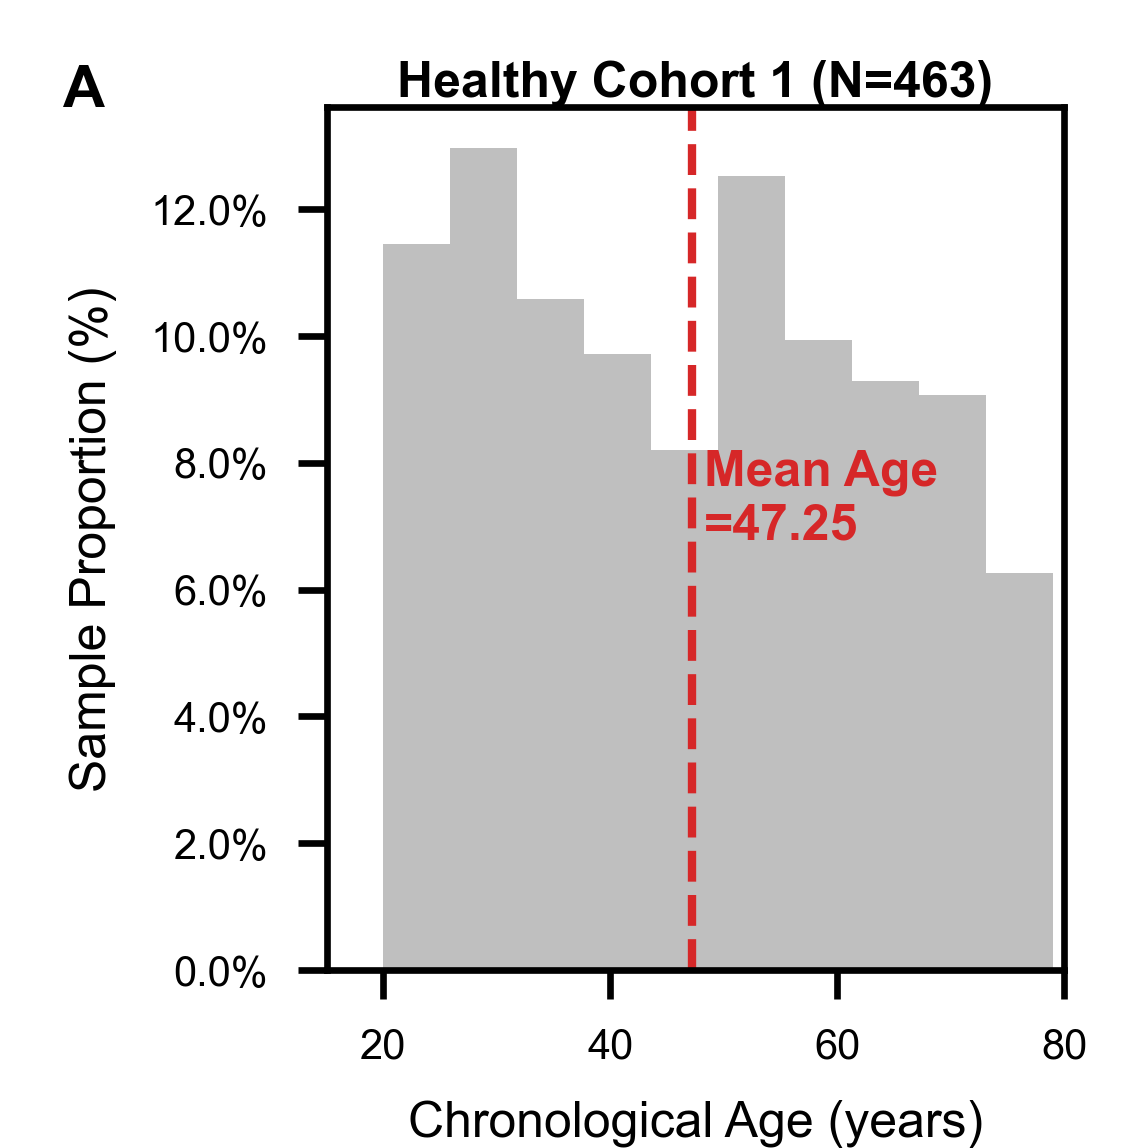 A
Healthy Cohort 1 (N=463)
12.0%
10.0%
8.0%
6.0%
4.0%
2.0%
0.0%
Sample Proportion (%)
Mean Age
=47.25
20 40 60 80
Chronological Age (years)